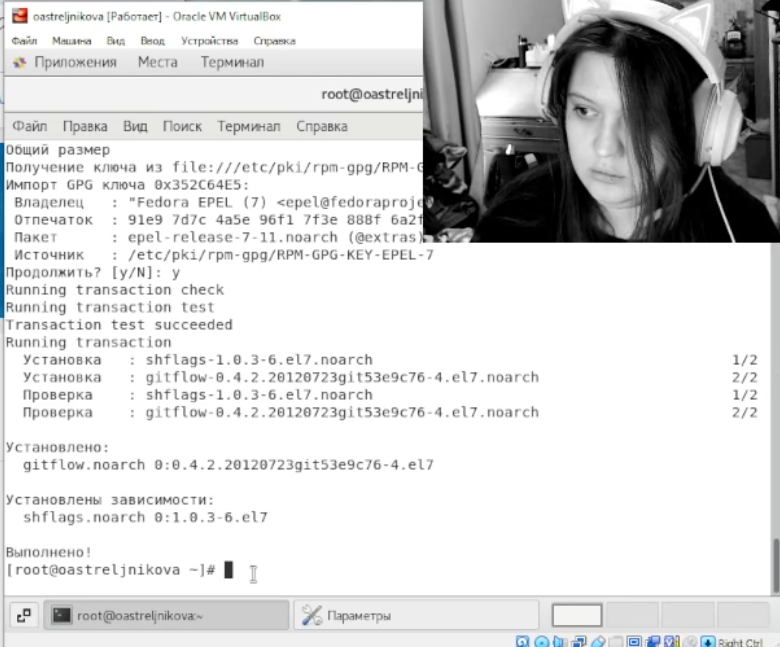 oastreljnikova [Работает] - Oracle VM VirtualBox
Файл Машина Вид Ввод Устройства Справка
Приложения Места Терминал
root@oastreljni
Файл Правка Вид Поиск Терминал Справка
Общий размер
Получение ключа из file:///etc/pki/rpm-gpg/RPM-G
Импорт GPG ключа 0x352C64E5:
Владелец : "Fedora EPEL (7) <epel@fedoraproje
Отпечаток : 91e9 7d7c 4a5e 96f1 7f3e 888f 6a2f
Пакет : epel-release-7-11.noarch (@extras)
Источник : /etc/pki/rpm-gpg/RPM-GPG-KEY-EPEL-7
Продолжить? [y/N]: y
Running transaction check
Running transaction test
Transaction test succeeded
Running transaction
Установка : shflags-1.0.3-6.el7.noarch 1/2
Установка : gitflow-0.4.2.20120723git53e9c76-4.el7.noarch 2/2
Проверка : shflags-1.0.3-6.el7.noarch 1/2
Проверка : gitflow-0.4.2.20120723git53e9c76-4.el7.noarch 2/2
Установлено:
gitflow.noarch 0:0.4.2.20120723git53e9c76-4.el7
Установлены зависимости:
shflags.noarch 0:1.0.3-6.el7
Выполнено!
[root@oastreljnikova ~]#
root@oastreljnikova:~ Параметры
Right Ctrl